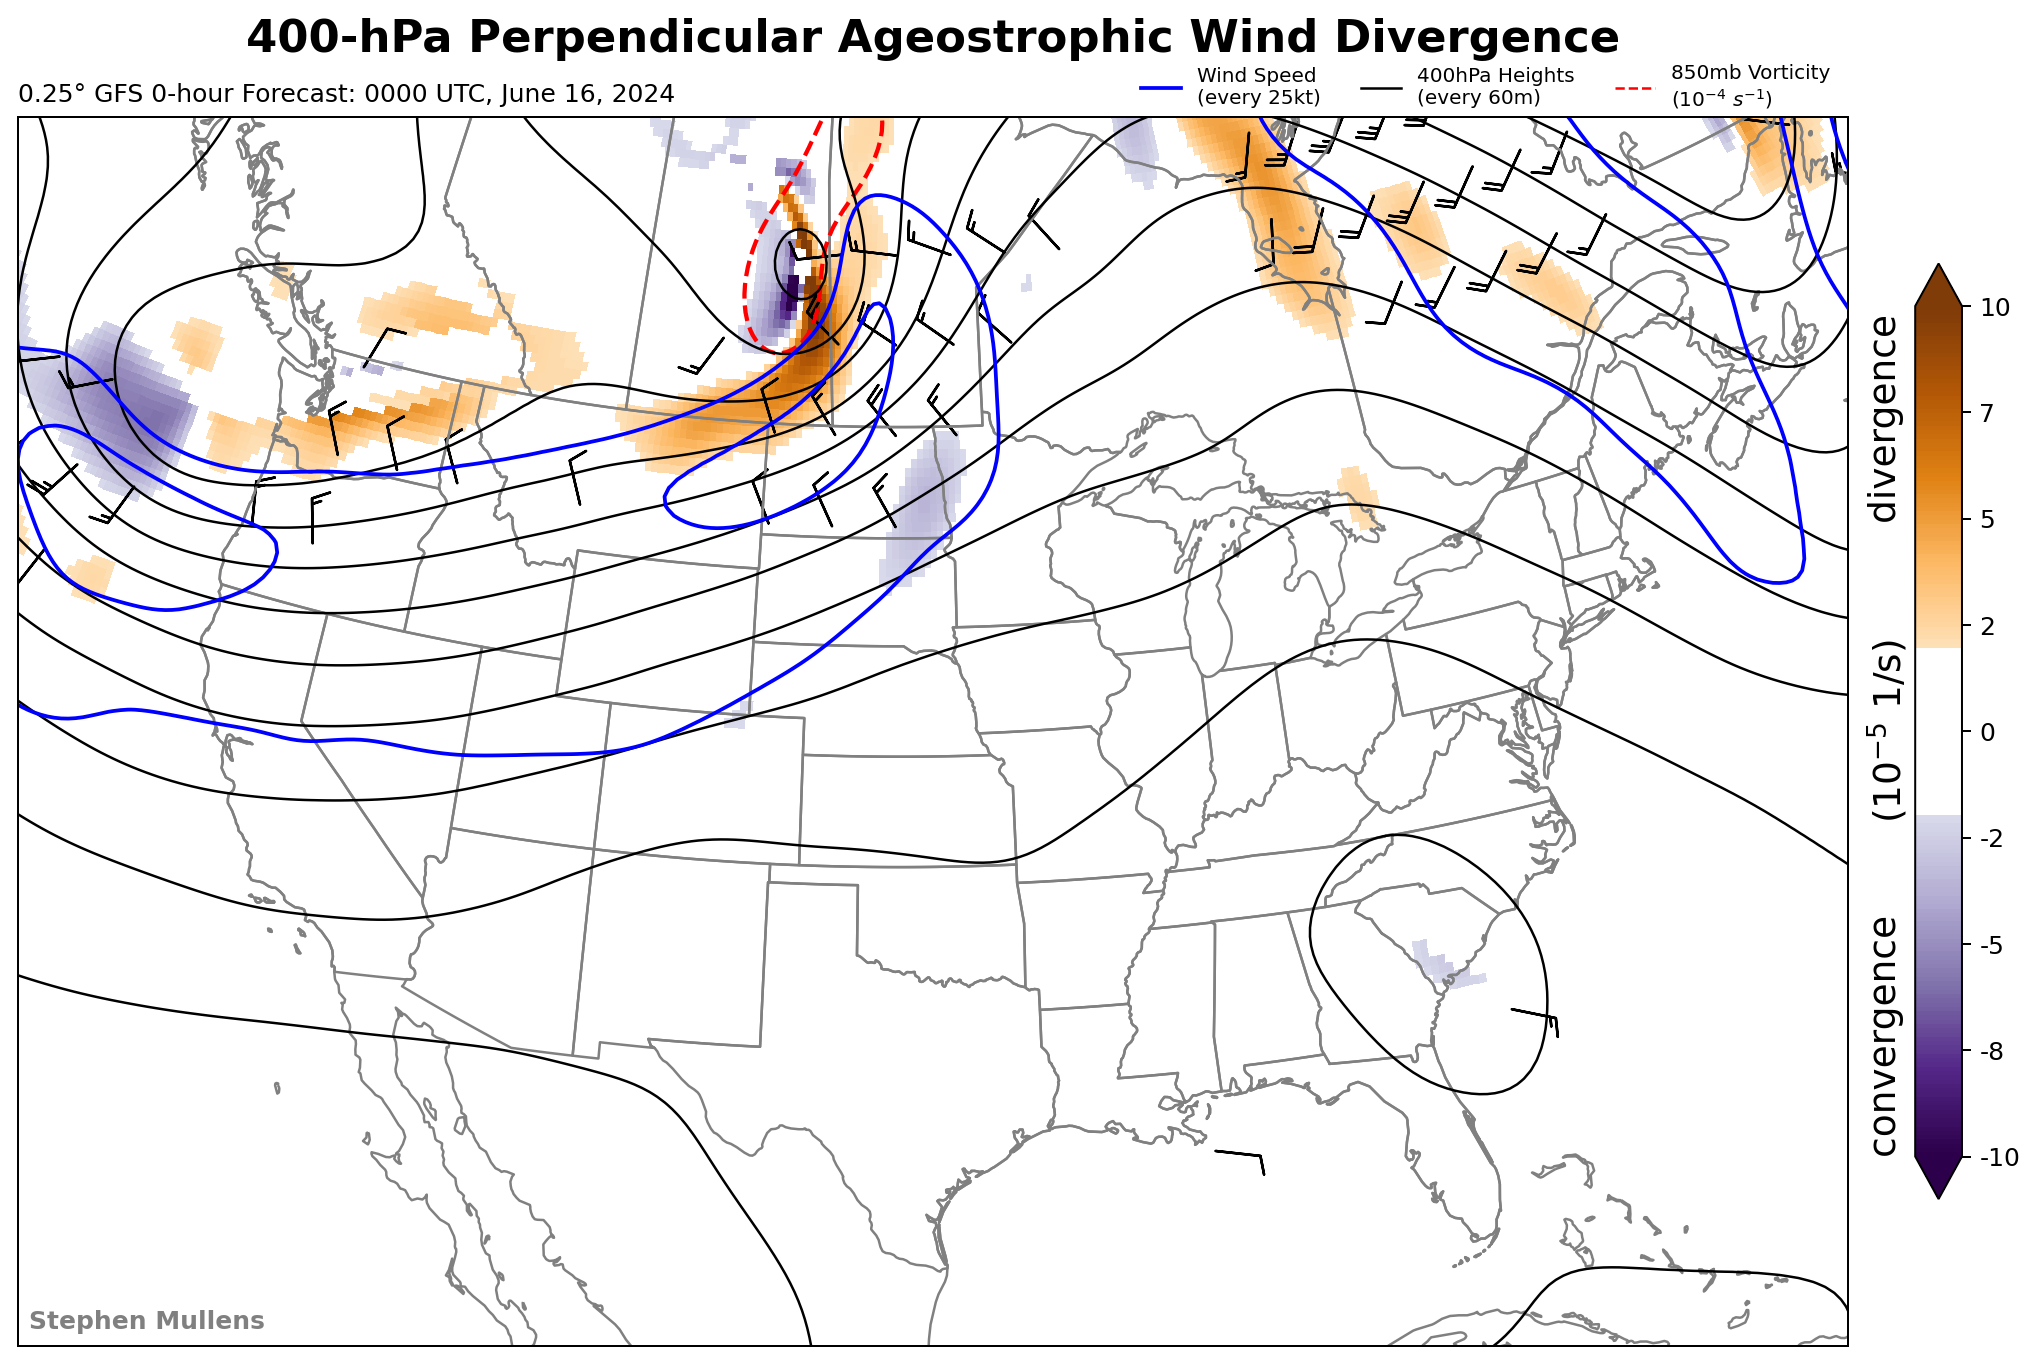 400-hPa Perpendicular Ageostrophic Wind Divergence
0.25° GFS 0-hour Forecast: 0000 UTC, June 16, 2024
Wind Speed
(every 25kt)
400hPa Heights
(every 60m)
850mb Vorticity
(10⁻⁴ s⁻¹)
10
7
5
2
0
-2
-5
-8
-10
convergence (10⁻⁵ 1/s) divergence
Stephen Mullens